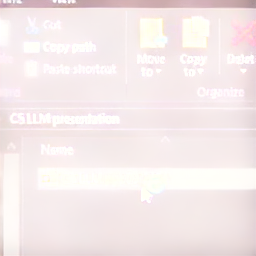 Cut
Copy path
Paste shortcut
Move to
Copy to
Delet
Organize
CS LLM presentation
Name